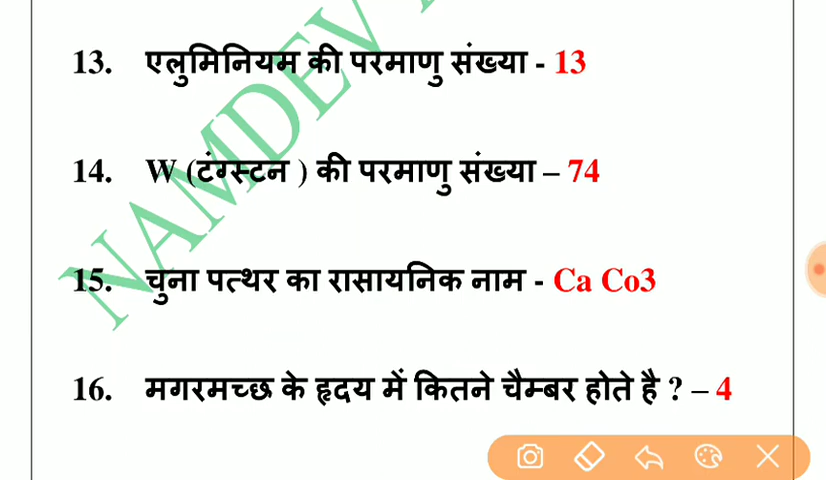 NAMDEV
13. एलुमिनियम की परमाणु संख्या - 13
14. W (टंगस्टन ) की परमाणु संख्या – 74
15. चुना पत्थर का रासायनिक नाम - Ca Co3
16. मगरमच्छ के हृदय में कितने चैम्बर होते है ? – 4